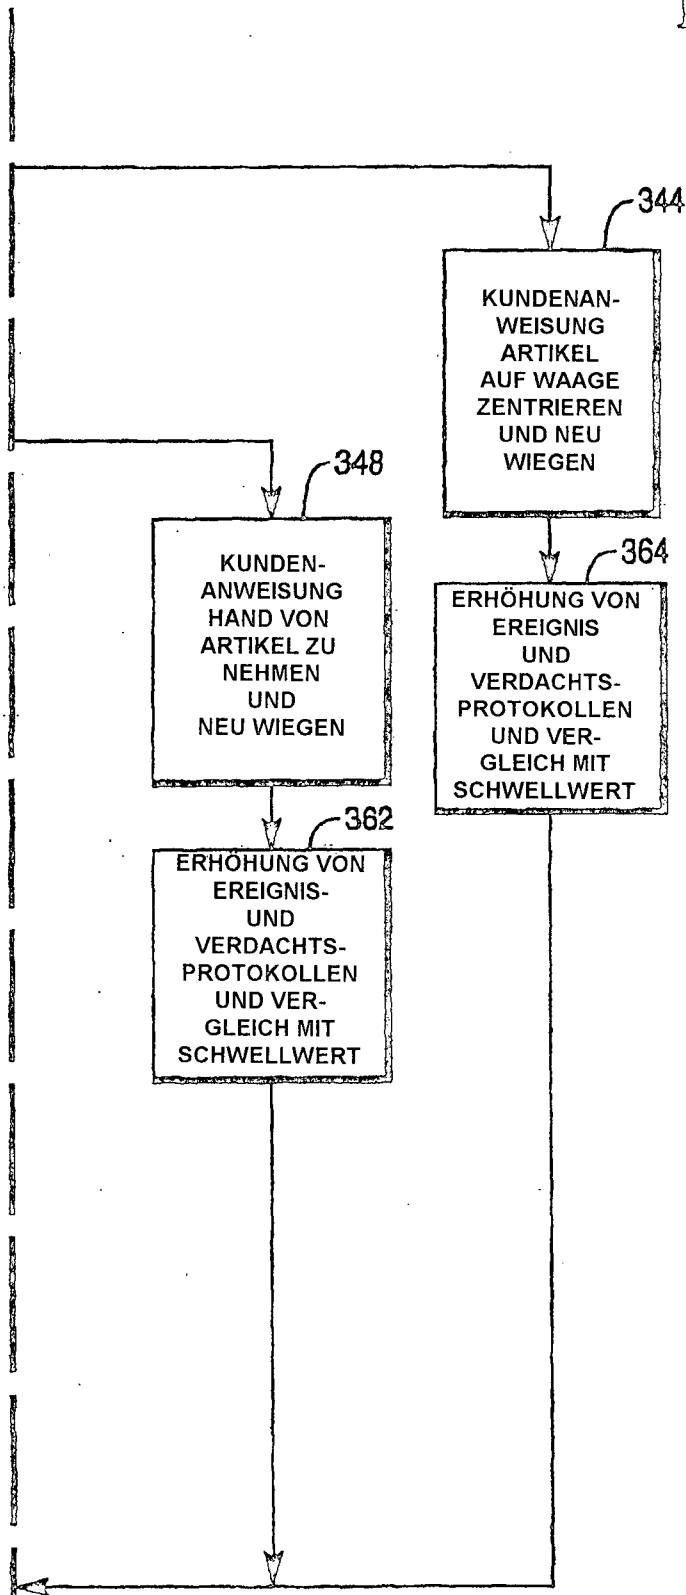 344
KUNDENAN-
WEISUNG
ARTIKEL
AUF WAAGE
ZENTRIEREN
UND NEU
WIEGEN
348
KUNDEN-
ANWEISUNG
HAND VON
ARTIKEL ZU
NEHMEN
UND
NEU WIEGEN
364
ERHÖHUNG VON
EREIGNIS
UND
VERDACHTS-
PROTOKOLLEN
UND VER-
GLEICH MIT
SCHWELLWERT
362
ERHÖHUNG VON
EREIGNIS-
UND
VERDACHTS-
PROTOKOLLEN
UND VER-
GLEICH MIT
SCHWELLWERT